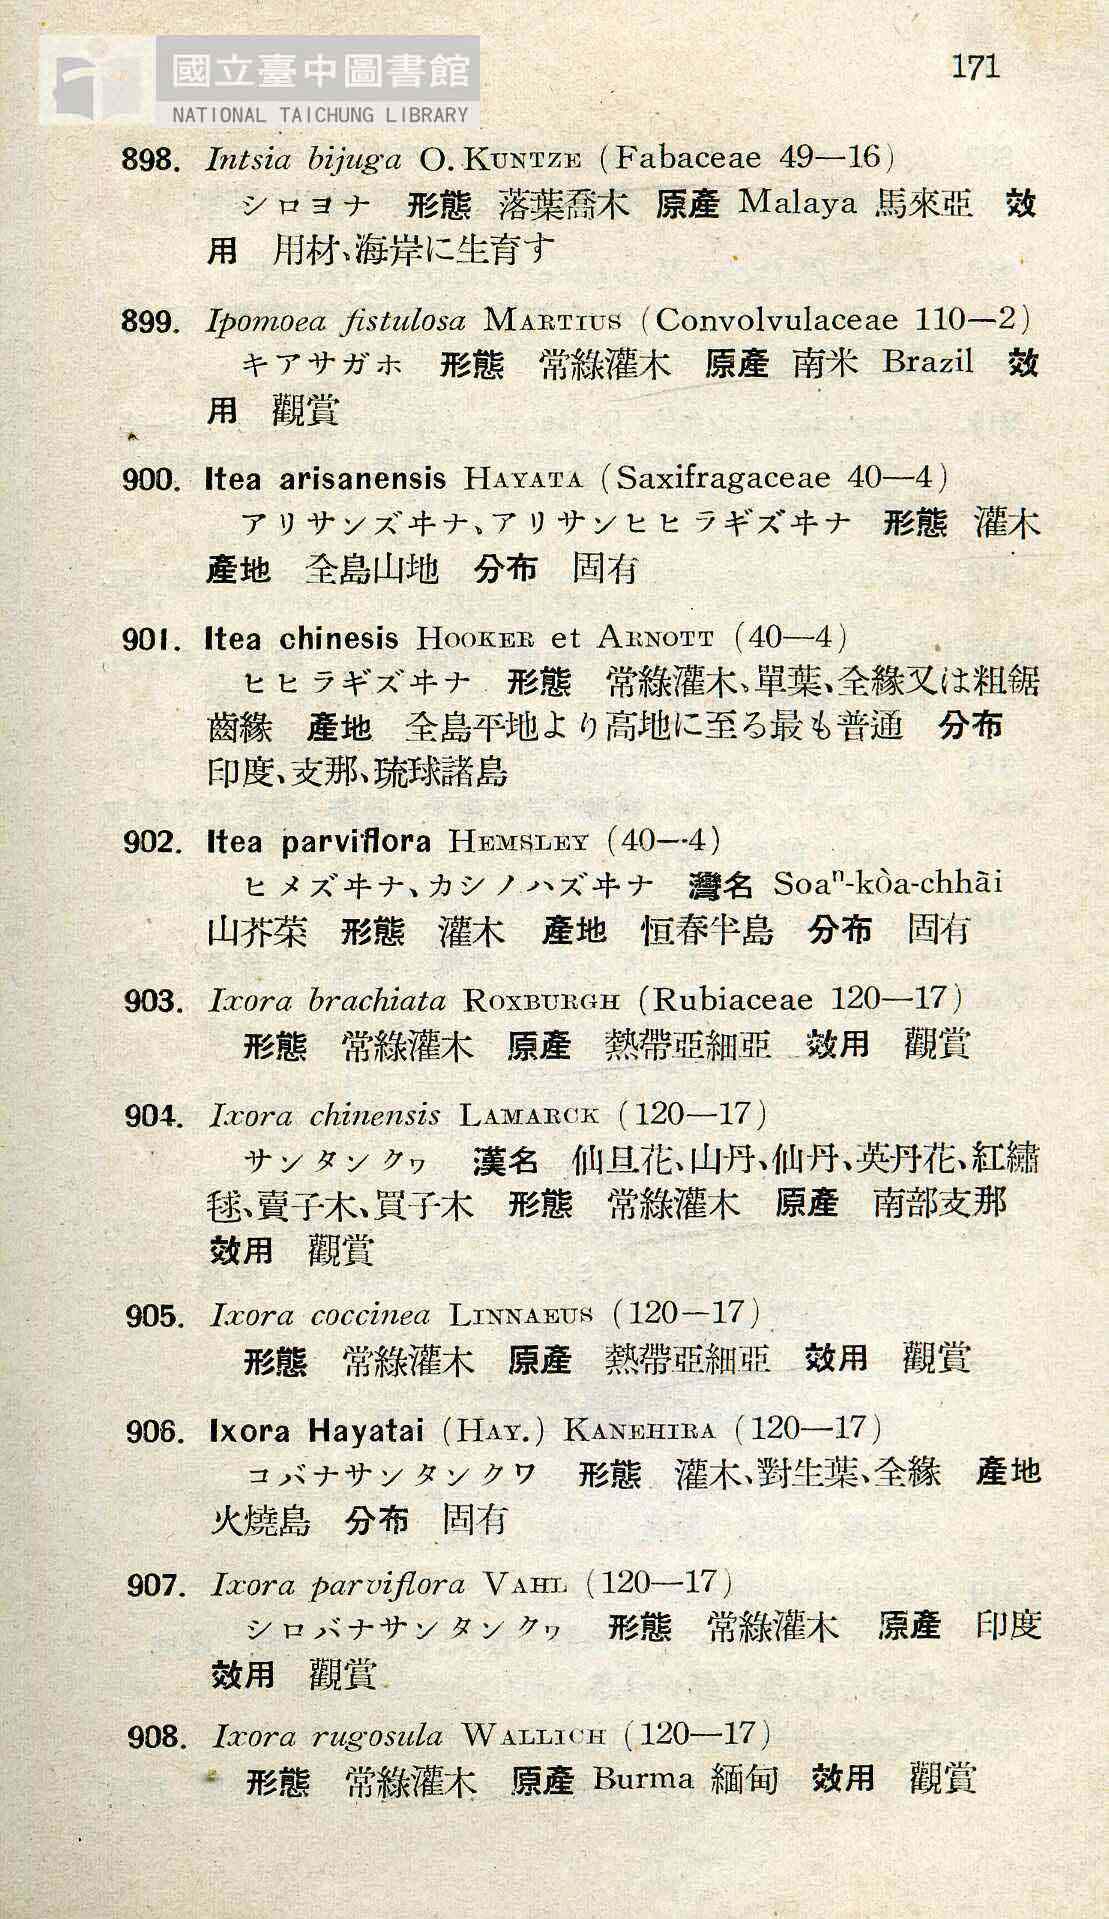 國立臺中圖書館
NATIONAL TAICHUNG LIBRARY
171
898. Intsia bijuga O. KUNTZE (Fabaceae 49—16)
シロヨナ 形態 落葉喬木 原產 Malaya 馬來亞 效
用 用材、海岸に生育す
899. Ipomoea fistulosa MARTIUS (Convolvulaceae 110—2)
キアサガホ 形態 常綠灌木 原產 南米 Brazil 效
用 觀賞
900. Itea arisanensis HAYATA (Saxifragaceae 40—4)
アリサンズヰナ、アリサンヒヒラギズヰナ 形態 灌木
產地 全島山地 分布 固有
901. Itea chinesis HOOKER et ARNOTT (40—4)
ヒヒラギズヰナ 形態 常綠灌木、單葉、全緣又は粗鋸
齒緣 產地 全島平地より高地に至る最も普通 分布
印度、支那、琉球諸島
902. Itea parviflora HEMSLEY (40—4)
ヒメズヰナ、カシノハズヰナ 灣名 Soaⁿ-kòa-chhài
山芥菜 形態 灌木 產地 恒春半島 分布 固有
903. Ixora brachiata ROXBURGH (Rubiaceae 120—17)
形態 常綠灌木 原產 熱帶亞細亞 效用 觀賞
904. Ixora chinensis LAMARCK (120—17)
サンタンクヮ 漢名 仙旦花、山丹、仙丹、英丹花、紅繡
毬、賣子木、買子木 形態 常綠灌木 原產 南部支那
效用 觀賞
905. Ixora coccinea LINNAEUS (120—17)
形態 常綠灌木 原產 熱帶亞細亞 效用 觀賞
906. Ixora Hayatai (HAY.) KANEHIRA (120—17)
コバナサンタンクワ 形態 灌木、對生葉、全緣 產地
火燒島 分布 固有
907. Ixora parviflora VAHL (120—17)
シロバナサンタンクヮ 形態 常綠灌木 原產 印度
效用 觀賞
908. Ixora rugosula WALLICH (120—17)
形態 常綠灌木 原產 Burma 緬甸 效用 觀賞